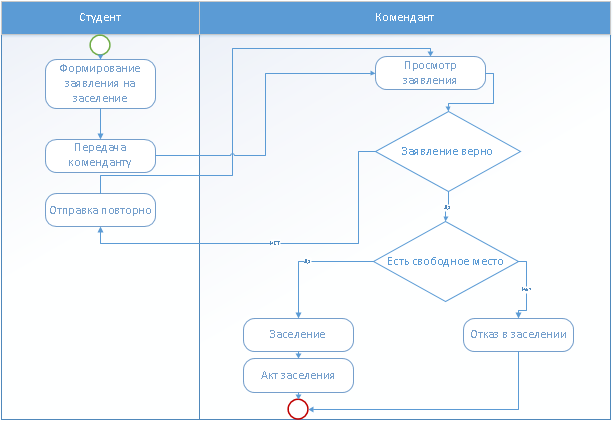 Студент
Комендант
Формирование
заявления на
заселение
Просмотр
заявления
Передача
коменданту
Заявление верно
Отправка повторно
Да
нет
Есть свободное место
Да
Нет
Заселение
Отказ в заселении
Акт заселения